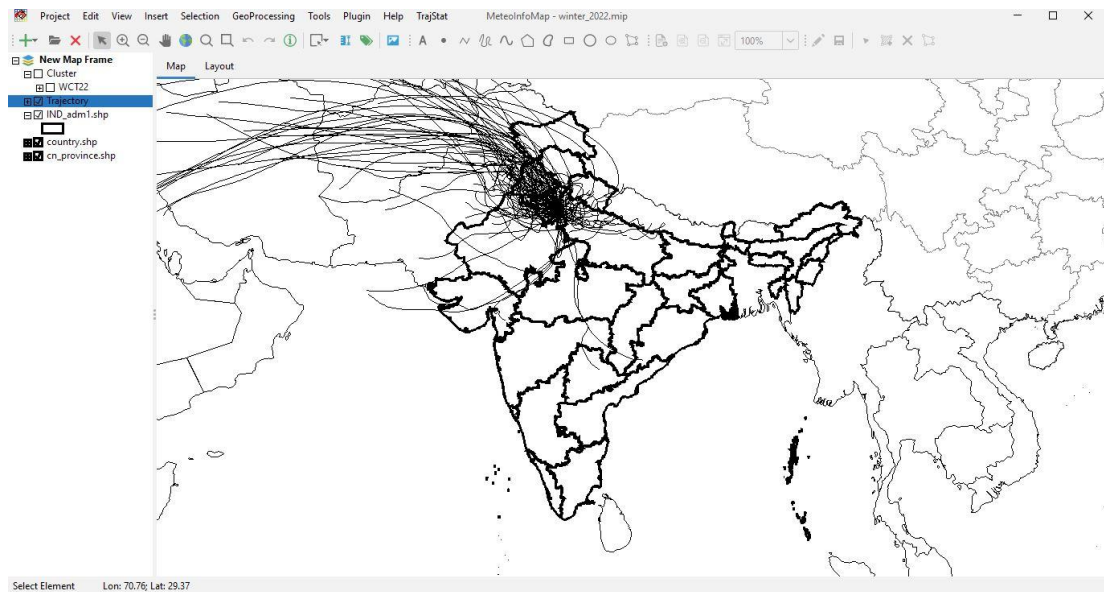 Project Edit View Insert Selection GeoProcessing Tools Plugin Help TrajStat MeteoInfoMap - winter_2022.mip
A 100%
New Map Frame
Map Layout
Cluster
WCT22
Trajectory
IND_adm1.shp
country.shp
cn_province.shp
Select Element Lon: 70.76; Lat: 29.37